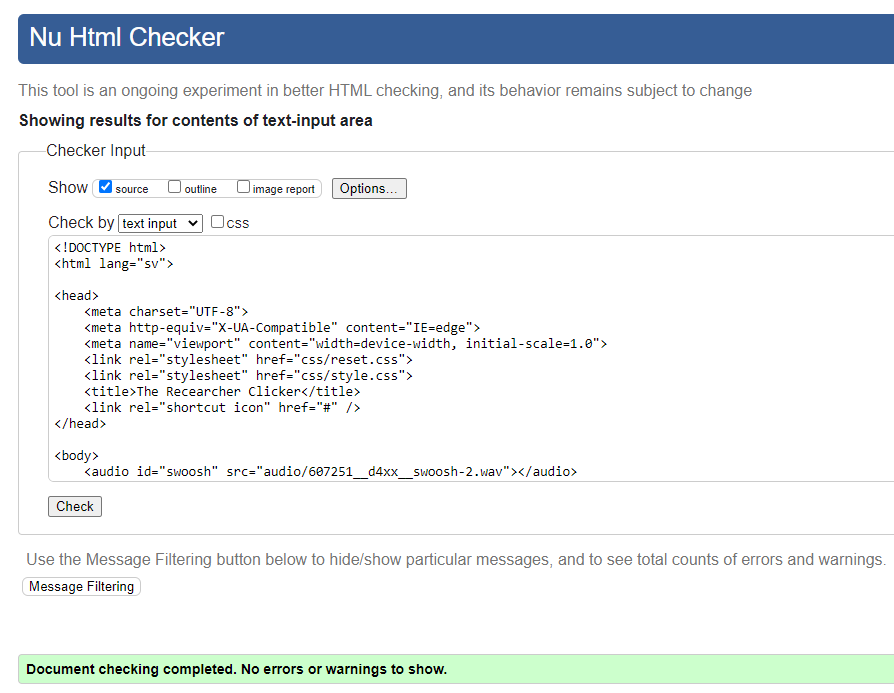 Nu Html Checker
This tool is an ongoing experiment in better HTML checking, and its behavior remains subject to change
Showing results for contents of text-input area
Checker Input
Show source outline image report Options...
Check by text input css
<!DOCTYPE html>
<html lang="sv">
<head>
<meta charset="UTF-8">
<meta http-equiv="X-UA-Compatible" content="IE=edge">
<meta name="viewport" content="width=device-width, initial-scale=1.0">
<link rel="stylesheet" href="css/reset.css">
<link rel="stylesheet" href="css/style.css">
<title>The Recearcher Clicker</title>
<link rel="shortcut icon" href="#" />
</head>
<body>
<audio id="swoosh" src="audio/607251__d4xx__swoosh-2.wav"></audio>
Check
Use the Message Filtering button below to hide/show particular messages, and to see total counts of errors and warnings.
Message Filtering
Document checking completed. No errors or warnings to show.